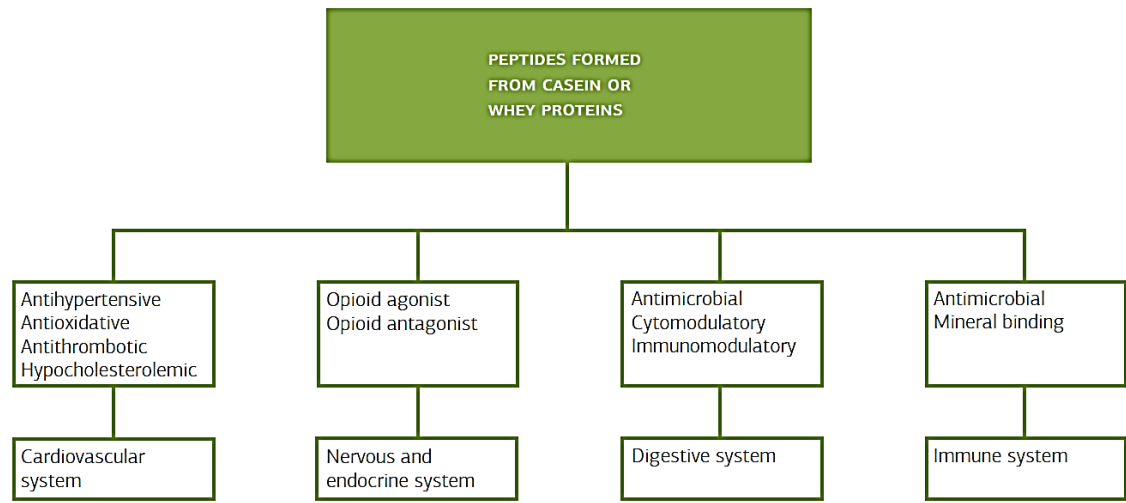 PEPTIDES FORMED
FROM CASEIN OR
WHEY PROTEINS
Antihypertensive
Antioxidative
Antithrombotic
Hypocholesterolemic
Opioid agonist
Opioid antagonist
Antimicrobial
Cytomodulatory
Immunomodulatory
Antimicrobial
Mineral binding
Cardiovascular
system
Nervous and
endocrine system
Digestive system
Immune system